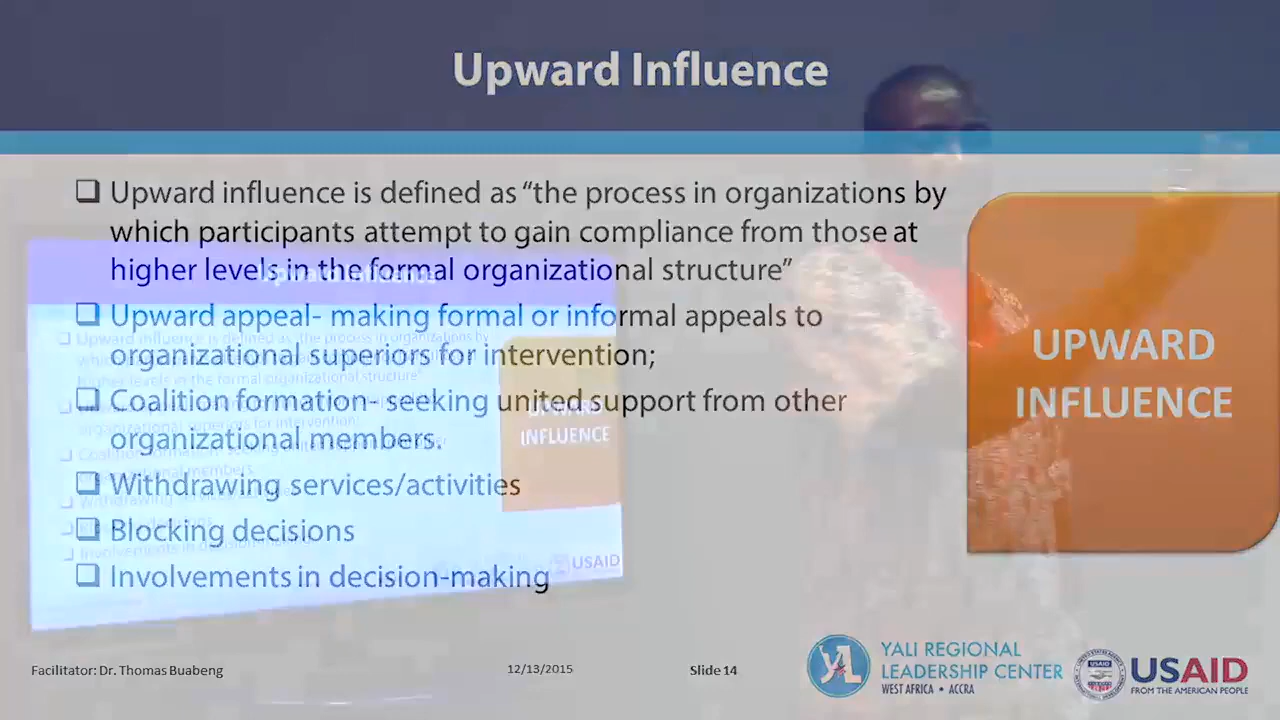 Upward Influence
❑ Upward influence is defined as “the process in organizations by
which participants attempt to gain compliance from those at
higher levels in the formal organizational structure”
❑ Upward appeal- making formal or informal appeals to
organizational superiors for intervention;
❑ Coalition formation- seeking united support from other
organizational members.
❑ Withdrawing services/activities
❑ Blocking decisions
❑ Involvements in decision-making
UPWARD
INFLUENCE
INFLUENCE
USAID
Facilitator: Dr. Thomas Buabeng
12/13/2015
Slide 14
YALI REGIONAL
LEADERSHIP CENTER
WEST AFRICA • ACCRA
USAID
USAID
FROM THE AMERICAN PEOPLE